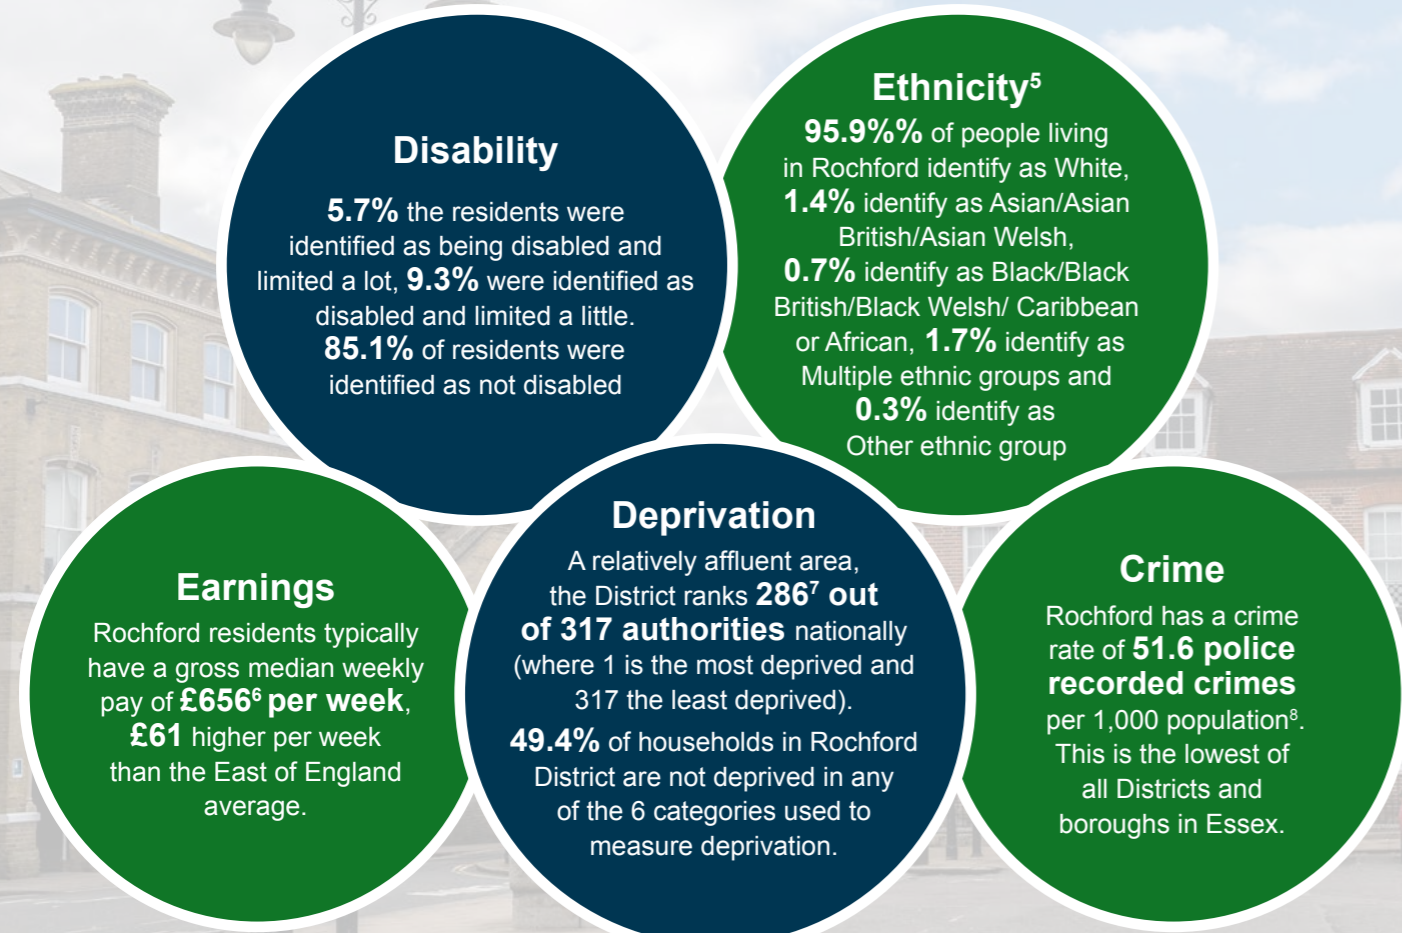 Disability
5.7% the residents were
identified as being disabled and
limited a lot, 9.3% were identified as
disabled and limited a little.
85.1% of residents were
identified as not disabled
Ethnicity⁵
95.9%% of people living
in Rochford identify as White,
1.4% identify as Asian/Asian
British/Asian Welsh,
0.7% identify as Black/Black
British/Black Welsh/ Caribbean
or African, 1.7% identify as
Multiple ethnic groups and
0.3% identify as
Other ethnic group
Earnings
Rochford residents typically
have a gross median weekly
pay of £656⁶ per week,
£61 higher per week
than the East of England
average.
Deprivation
A relatively affluent area,
the District ranks 286⁷ out
of 317 authorities nationally
(where 1 is the most deprived and
317 the least deprived).
49.4% of households in Rochford
District are not deprived in any
of the 6 categories used to
measure deprivation.
Crime
Rochford has a crime
rate of 51.6 police
recorded crimes
per 1,000 population⁸.
This is the lowest of
all Districts and
boroughs in Essex.